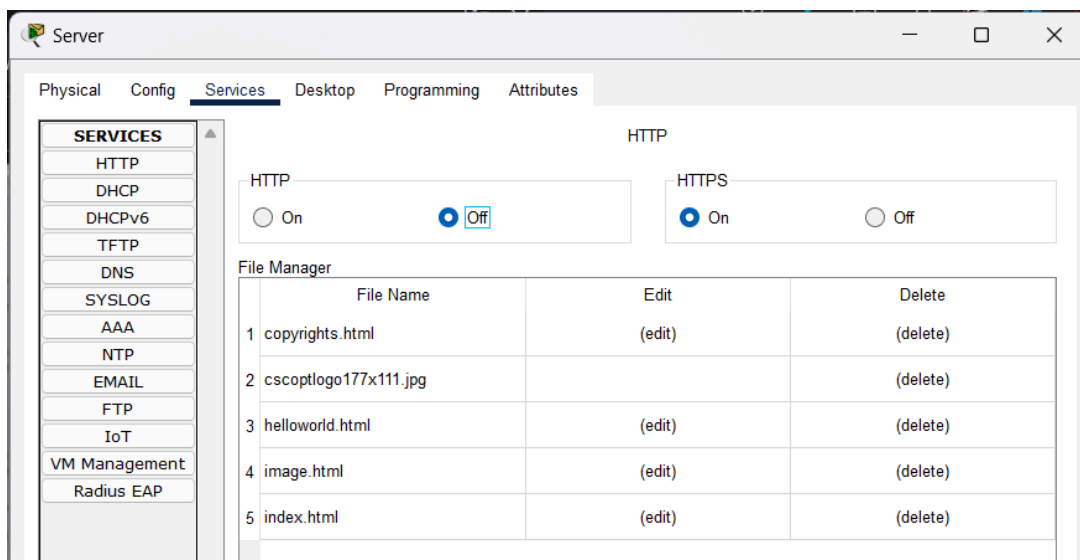 Server
Physical Config Services Desktop Programming Attributes
SERVICES
HTTP
DHCP
DHCPv6
TFTP
DNS
SYSLOG
AAA
NTP
EMAIL
FTP
IoT
VM Management
Radius EAP
HTTP
HTTP
On Off
HTTPS
On Off
File Manager
File Name Edit Delete
1 copyrights.html (edit) (delete)
2 cscoptlogo177x111.jpg (delete)
3 helloworld.html (edit) (delete)
4 image.html (edit) (delete)
5 index.html (edit) (delete)